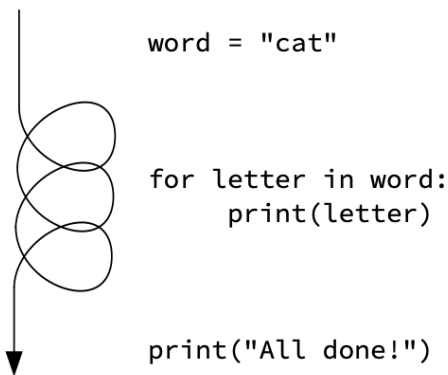 word = "cat"
for letter in word:
    print(letter)
print("All done!")